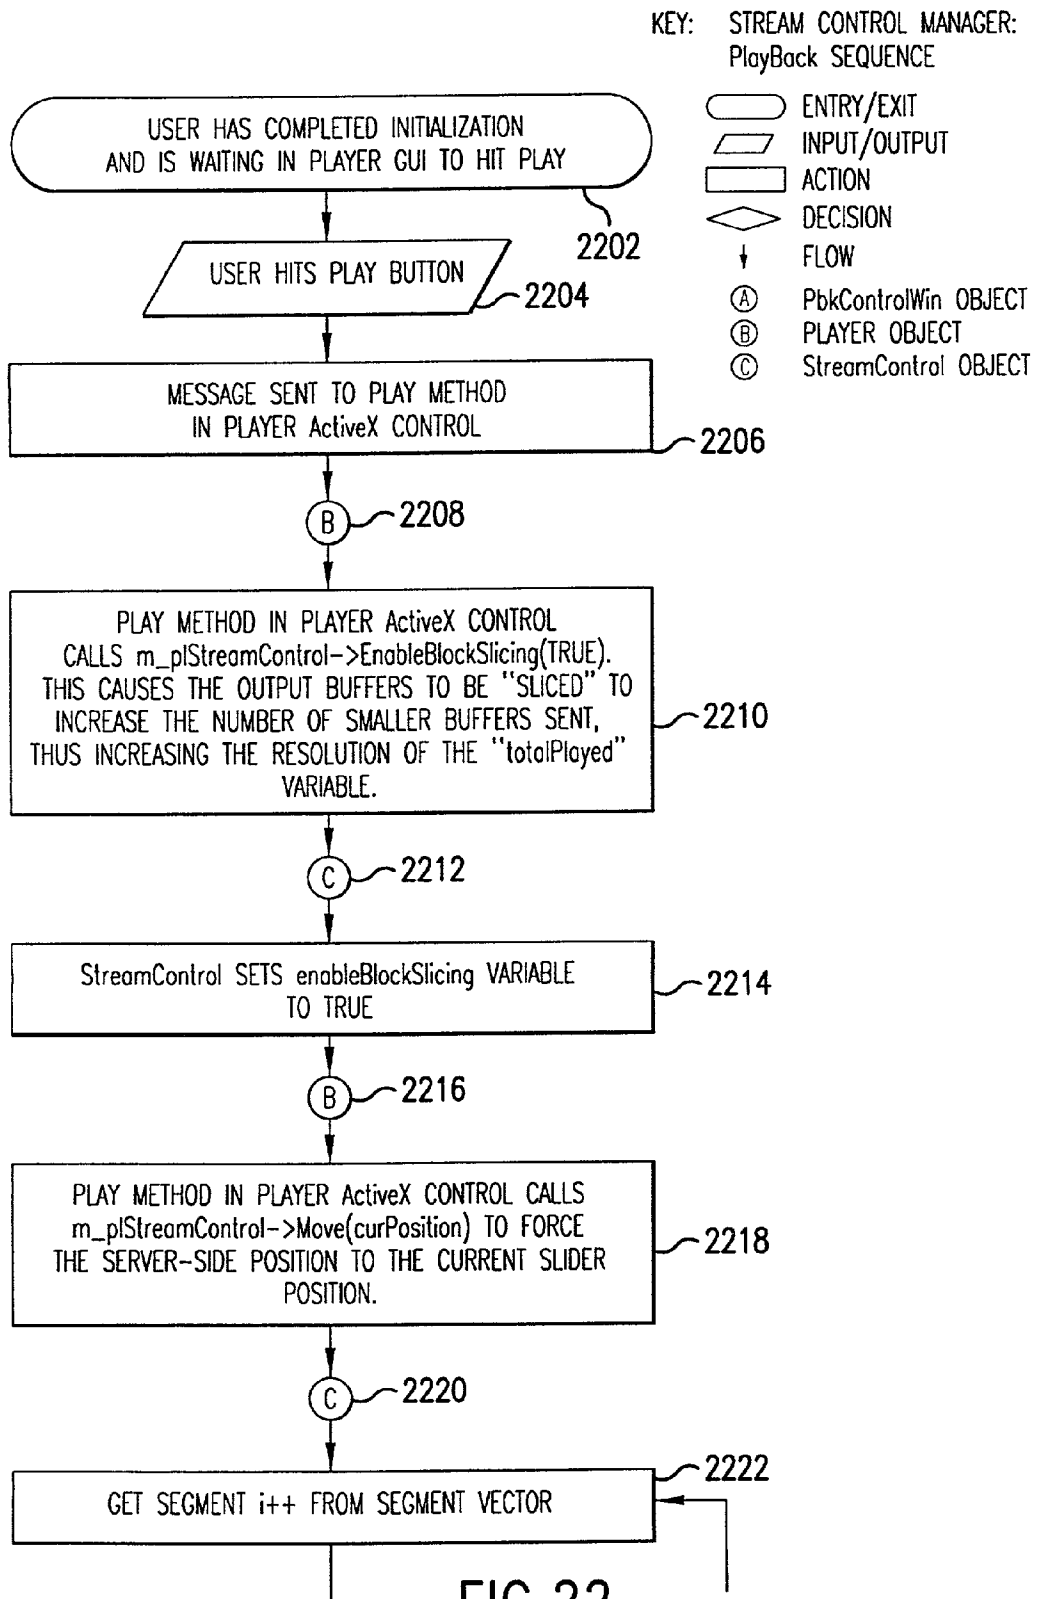 KEY: STREAM CONTROL MANAGER:
PlayBack SEQUENCE
ENTRY/EXIT
INPUT/OUTPUT
ACTION
DECISION
FLOW
A PbkControlWin OBJECT
B PLAYER OBJECT
C StreamControl OBJECT
USER HAS COMPLETED INITIALIZATION
AND IS WAITING IN PLAYER GUI TO HIT PLAY
2202
USER HITS PLAY BUTTON
2204
MESSAGE SENT TO PLAY METHOD
IN PLAYER ActiveX CONTROL
2206
B 2208
PLAY METHOD IN PLAYER ActiveX CONTROL
CALLS m_plStreamControl->EnableBlockSlicing(TRUE).
THIS CAUSES THE OUTPUT BUFFERS TO BE "SLICED" TO
INCREASE THE NUMBER OF SMALLER BUFFERS SENT,
THUS INCREASING THE RESOLUTION OF THE "totalPlayed"
VARIABLE.
2210
C 2212
StreamControl SETS enableBlockSlicing VARIABLE
TO TRUE
2214
B 2216
PLAY METHOD IN PLAYER ActiveX CONTROL CALLS
m_plStreamControl->Move(curPosition) TO FORCE
THE SERVER-SIDE POSITION TO THE CURRENT SLIDER
POSITION.
2218
C 2220
2222
GET SEGMENT i++ FROM SEGMENT VECTOR